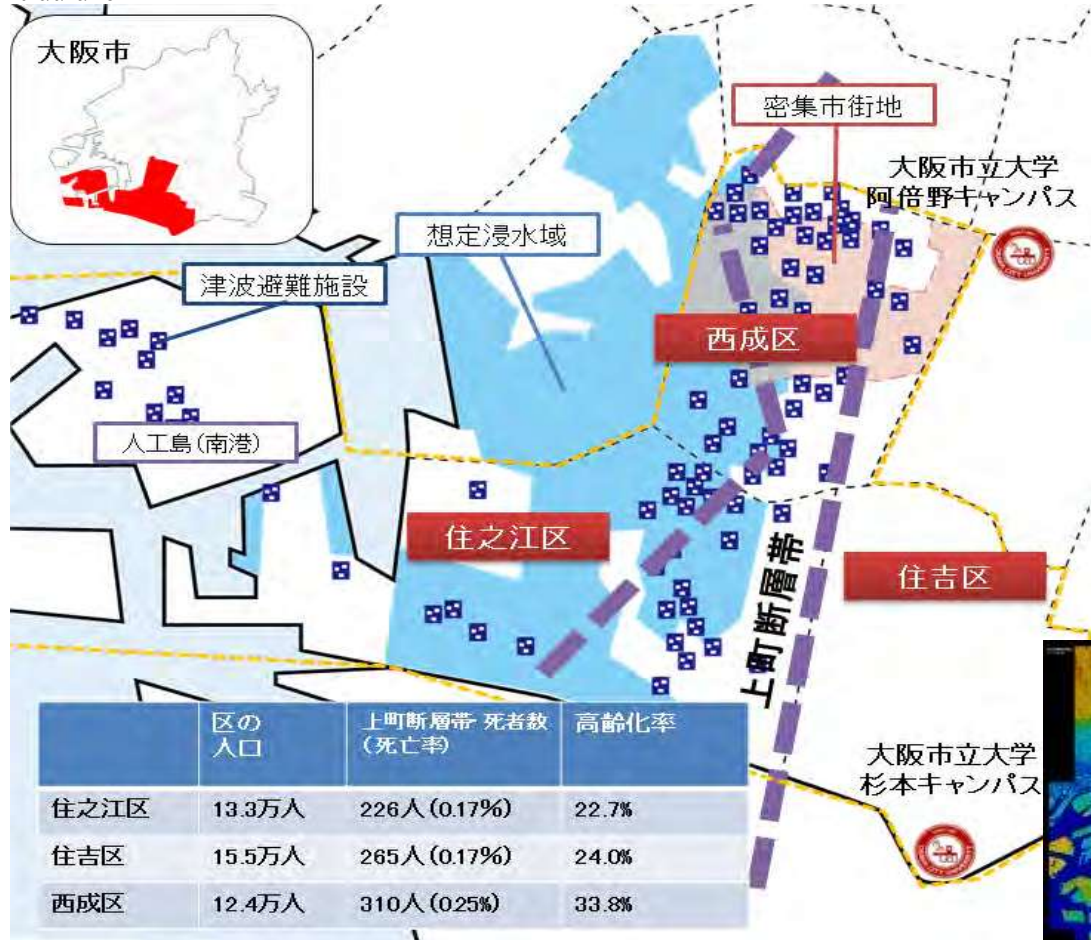 大阪市
密集市街地
大阪市立大学
阿倍野キャンパス
想定浸水域
津波避難施設
西成区
人工島(南港)
住之江区
住吉区
上町断層帯
大阪市立大学
杉本キャンパス
区の
人口
上町断層帯 死者数
(死亡率)
高齢化率
住之江区 13.3万人 226人(0.17%) 22.7%
住吉区 15.5万人 265人(0.17%) 24.0%
西成区 12.4万人 310人(025%) 33.8%